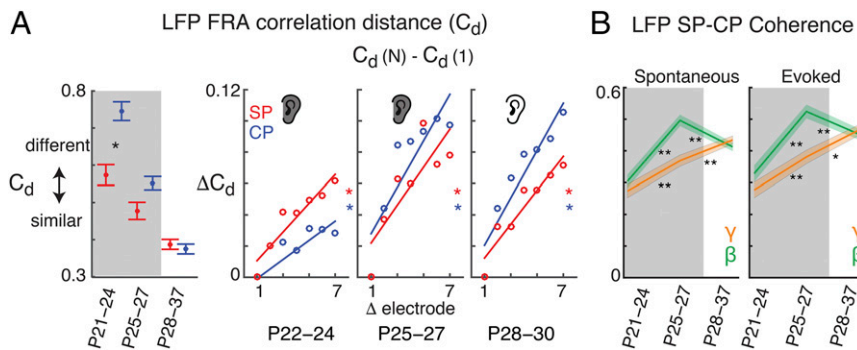 A
LFP FRA correlation distance (Cd)
Cd (N) - Cd (1)
0.8
different
*
Cd
similar
0.3
P21–24
P25–27
P28–37
0.12
SP
CP
ΔCd
*
*
*
*
*
*
0
1
7
1
7
1
7
Δ electrode
P22–24
P25–27
P28–30
B
LFP SP-CP Coherence
Spontaneous
Evoked
0.6
**
**
**
**
**
*
γ
β
γ
β
0
P21–24
P25–27
P28–37
P21–24
P25–27
P28–37